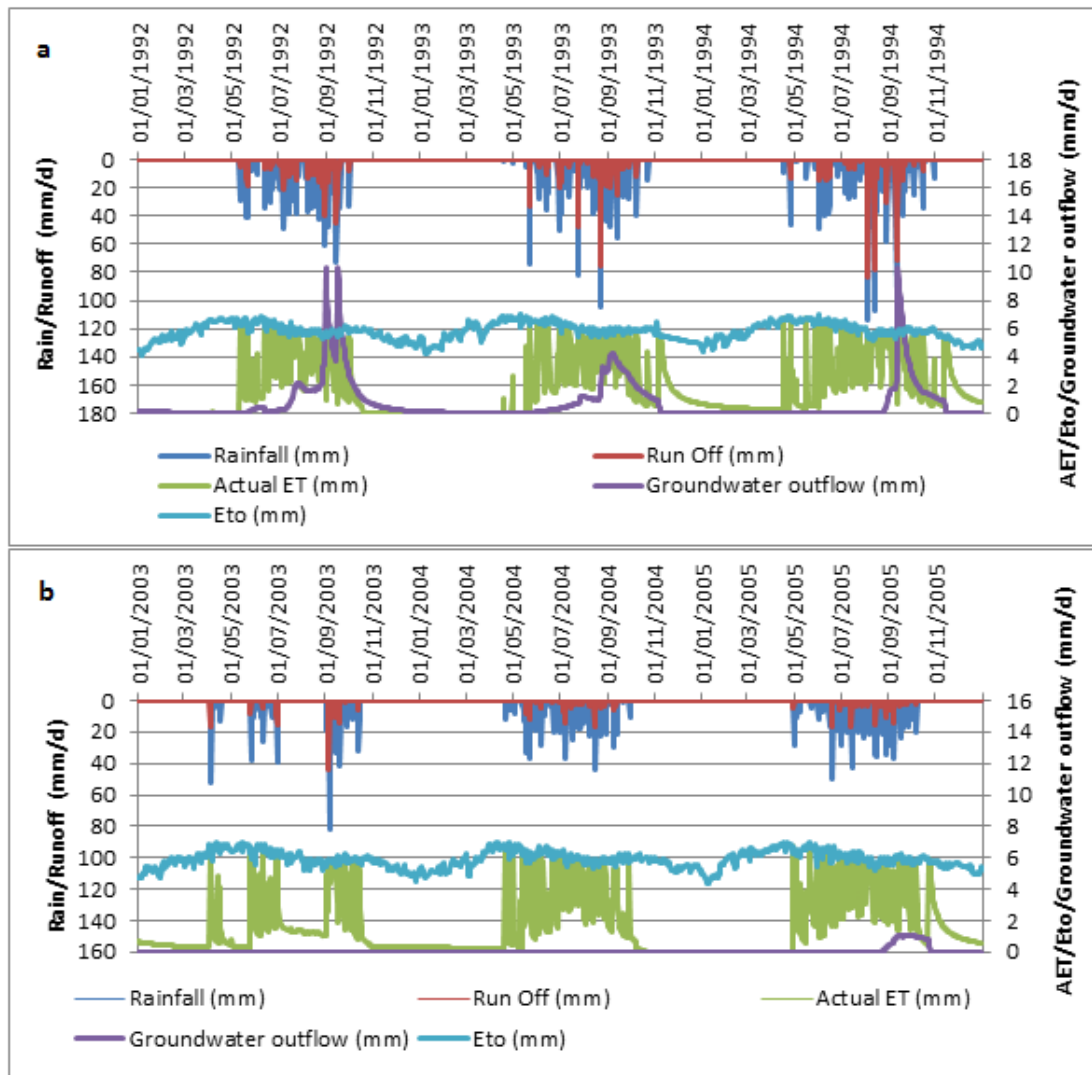 a
01/01/1992 01/03/1992 01/05/1992 01/07/1992 01/09/1992 01/11/1992 01/01/1993 01/03/1993 01/05/1993 01/07/1993 01/09/1993 01/11/1993 01/01/1994 01/03/1994 01/05/1994 01/07/1994 01/09/1994 01/11/1994
Rain/Runoff (mm/d)
0
20
40
60
80
100
120
140
160
180
18
16
14
12
10
8
6
4
2
0
AET/Eto/Groundwater outflow (mm/d)
Rainfall (mm) Run Off (mm)
Actual ET (mm) Groundwater outflow (mm)
Eto (mm)
b
01/01/2003 01/03/2003 01/05/2003 01/07/2003 01/09/2003 01/11/2003 01/01/2004 01/03/2004 01/05/2004 01/07/2004 01/09/2004 01/11/2004 01/01/2005 01/03/2005 01/05/2005 01/07/2005 01/09/2005 01/11/2005
Rain/Runoff (mm/d)
0
20
40
60
80
100
120
140
160
16
14
12
10
8
6
4
2
0
AET/Eto/Groundwater outflow (mm/d)
Rainfall (mm) Run Off (mm) Actual ET (mm)
Groundwater outflow (mm) Eto (mm)